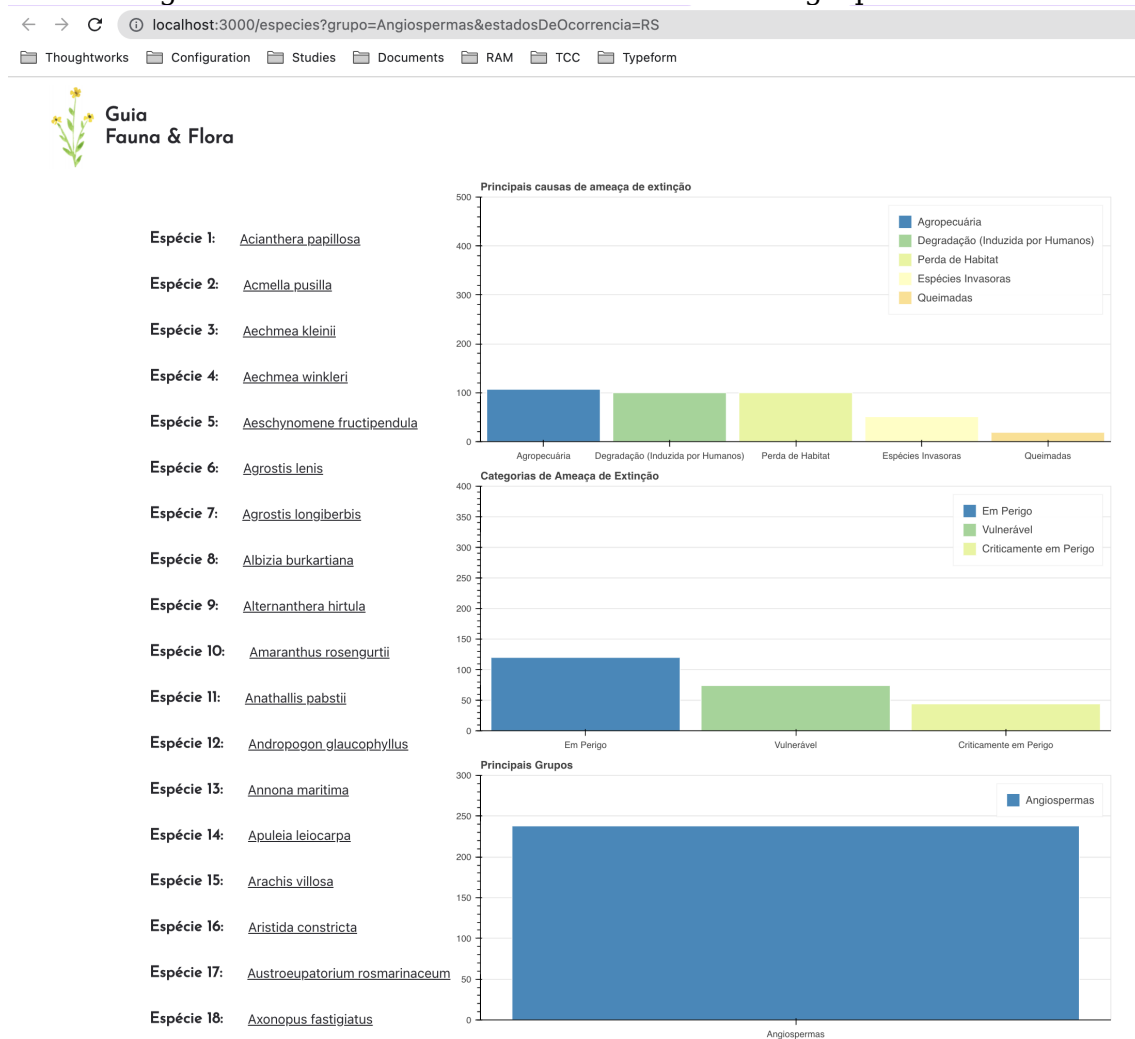 localhost:3000/especies?grupo=Angiospermas&estadosDeOcorrencia=RS
Thoughtworks Configuration Studies Documents RAM TCC Typeform
Guia
Fauna & Flora
Espécie 1: Acianthera papillosa
Espécie 2: Acmella pusilla
Espécie 3: Aechmea kleinii
Espécie 4: Aechmea winkleri
Espécie 5: Aeschynomene fructipendula
Espécie 6: Agrostis lenis
Espécie 7: Agrostis longiberbis
Espécie 8: Albizia burkartiana
Espécie 9: Alternanthera hirtula
Espécie 10: Amaranthus rosengurtii
Espécie 11: Anathallis pabstii
Espécie 12: Andropogon glaucophyllus
Espécie 13: Annona maritima
Espécie 14: Apuleia leiocarpa
Espécie 15: Arachis villosa
Espécie 16: Aristida constricta
Espécie 17: Austroeupatorium rosmarinaceum
Espécie 18: Axonopus fastigiatus
Principais causas de ameaça de extinção
500
400
300
200
100
0
Agropecuária
Degradação (Induzida por Humanos)
Perda de Habitat
Espécies Invasoras
Queimadas
Agropecuária Degradação (Induzida por Humanos) Perda de Habitat Espécies Invasoras Queimadas
Categorias de Ameaça de Extinção
400
350
300
250
200
150
100
50
0
Em Perigo
Vulnerável
Criticamente em Perigo
Em Perigo Vulnerável Criticamente em Perigo
Principais Grupos
300
250
200
150
100
50
0
Angiospermas
Angiospermas